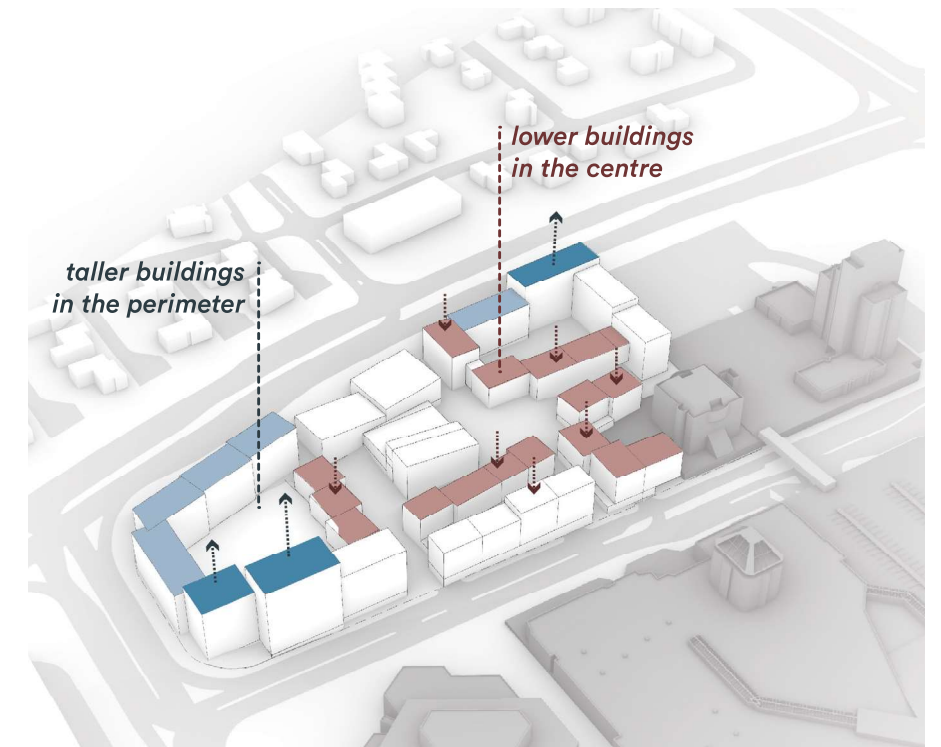 lower buildings
in the centre
taller buildings
in the perimeter